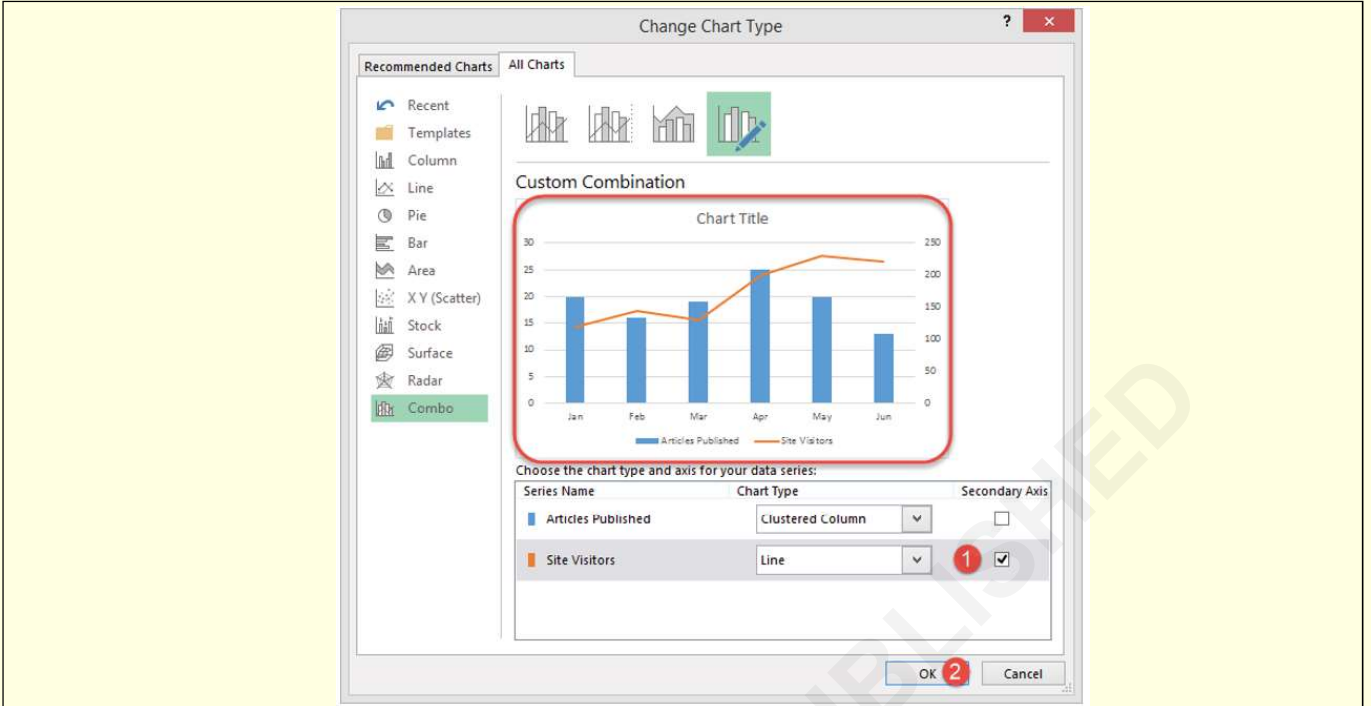 Change Chart Type
?
×
Recommended Charts
All Charts
Recent
Templates
Column
Line
Pie
Bar
Area
X Y (Scatter)
Stock
Surface
Radar
Combo
Custom Combination
Chart Title
30
25
20
15
10
5
0
250
200
150
100
50
0
Jan Feb Mar Apr May Jun
Articles Published Site Visitors
Choose the chart type and axis for your data series:
Series Name Chart Type Secondary Axis
Articles Published Clustered Column
Site Visitors Line 1
OK 2 Cancel
BLISHED